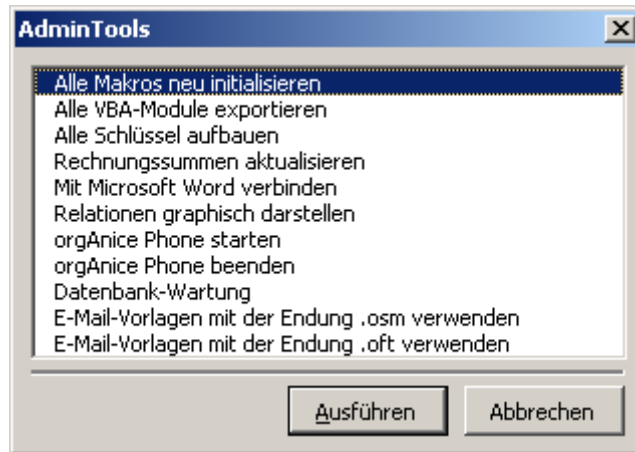 AdminTools
Alle Makros neu initialisieren
Alle VBA-Module exportieren
Alle Schlüssel aufbauen
Rechnungssummen aktualisieren
Mit Microsoft Word verbinden
Relationen graphisch darstellen
orgAnice Phone starten
orgAnice Phone beenden
Datenbank-Wartung
E-Mail-Vorlagen mit der Endung .osm verwenden
E-Mail-Vorlagen mit der Endung .oft verwenden
Ausführen Abbrechen